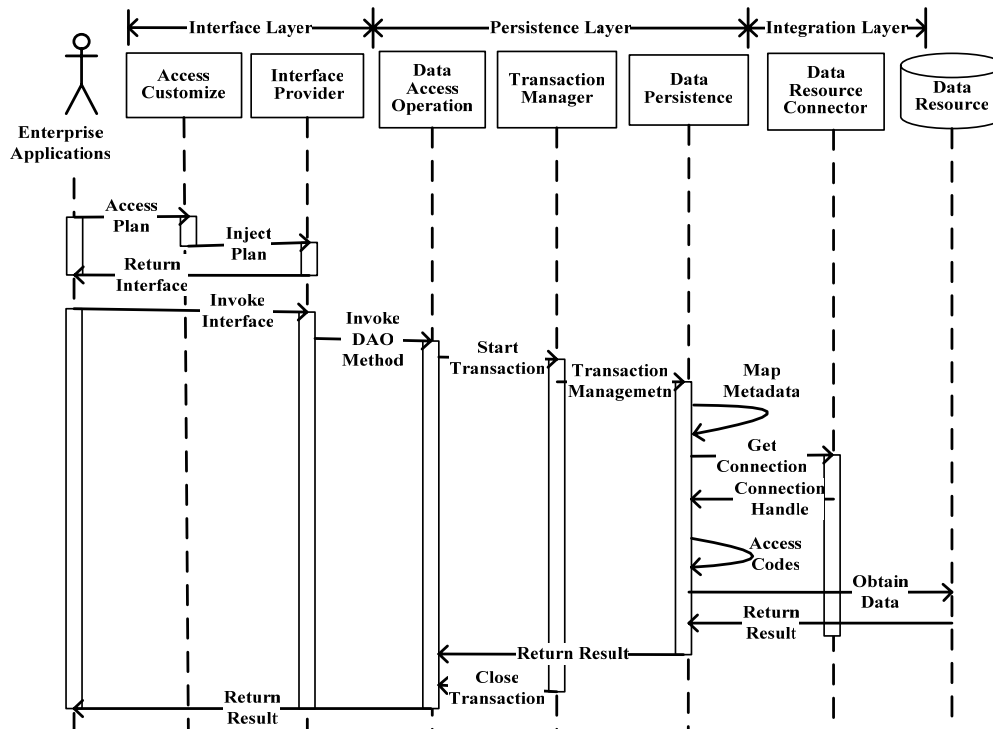 Interface Layer
Persistence Layer
Integration Layer
Enterprise
Applications
Access
Customize
Interface
Provider
Data
Access
Operation
Transaction
Manager
Data
Persistence
Data
Resource
Connector
Data
Resource
Access
Plan
Inject
Plan
Return
Interface
Invoke
Interface
Invoke
DAO
Method
Start
Transaction
Transaction
Managemetn
Map
Metadata
Get
Connection
Connection
Handle
Access
Codes
Obtain
Data
Return
Result
Return Result
Close
Transaction
Return
Result